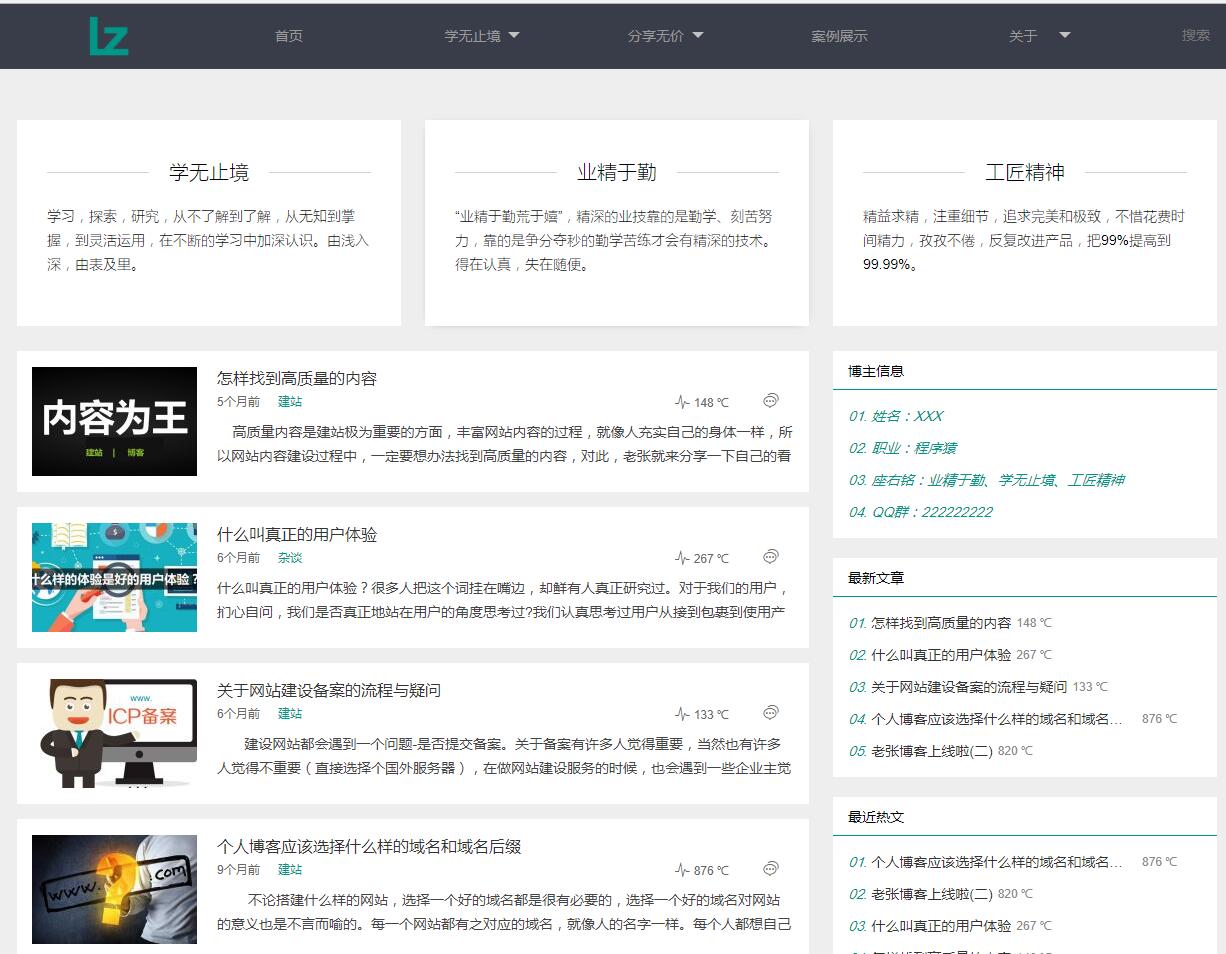 Lz
首页
学无止境
分享无价
案例展示
关于
搜索
学无止境
学习，探索，研究，从不了解到了解，从无知到掌
握，到灵活运用，在不断的学习中加深认识。由浅入
深，由表及里。
业精于勤
“业精于勤荒于嬉”，精深的业技靠的是勤学、刻苦努
力，靠的是争分夺秒的勤学苦练才会有精深的技术。
得在认真，失在随便。
工匠精神
精益求精，注重细节，追求完美和极致，不惜花费时
间精力，孜孜不倦，反复改进产品，把99%提高到
99.99%。
内容为王
建站 | 博客
怎样找到高质量的内容
5个月前 建站 148 ℃
高质量内容是建站极为重要的方面，丰富网站内容的过程，就像人充实自己的身体一样，所
以网站内容建设过程中，一定要想办法找到高质量的内容，对此，老张就来分享一下自己的看
什么样的体验是好的用户体验？
什么叫真正的用户体验
6个月前 杂谈 267 ℃
什么叫真正的用户体验？很多人把这个词挂在嘴边，却鲜有人真正研究过。对于我们的用户，
扪心自问，我们是否真正地站在用户的角度思考过?我们认真思考过用户从接到包裹到使用产
www.
ICP备案
关于网站建设备案的流程与疑问
6个月前 建站 133 ℃
建设网站都会遇到一个问题-是否提交备案。关于备案有许多人觉得重要，当然也有许多
人觉得不重要（直接选择个国外服务器），在做网站建设服务的时候，也会遇到一些企业主觉
www. ? .com
个人博客应该选择什么样的域名和域名后缀
9个月前 建站 876 ℃
不论搭建什么样的网站，选择一个好的域名都是很有必要的，选择一个好的域名对网站
的意义也是不言而喻的。每一个网站都有之对应的域名，就像人的名字一样。每个人都想自己
博主信息
01. 姓名：XXX
02. 职业：程序猿
03. 座右铭：业精于勤、学无止境、工匠精神
04. QQ群：222222222
最新文章
01. 怎样找到高质量的内容 148 ℃
02. 什么叫真正的用户体验 267 ℃
03. 关于网站建设备案的流程与疑问 133 ℃
04. 个人博客应该选择什么样的域名和域名… 876 ℃
05. 老张博客上线啦(二) 820 ℃
最近热文
01. 个人博客应该选择什么样的域名和域名… 876 ℃
02. 老张博客上线啦(二) 820 ℃
03. 什么叫真正的用户体验 267 ℃